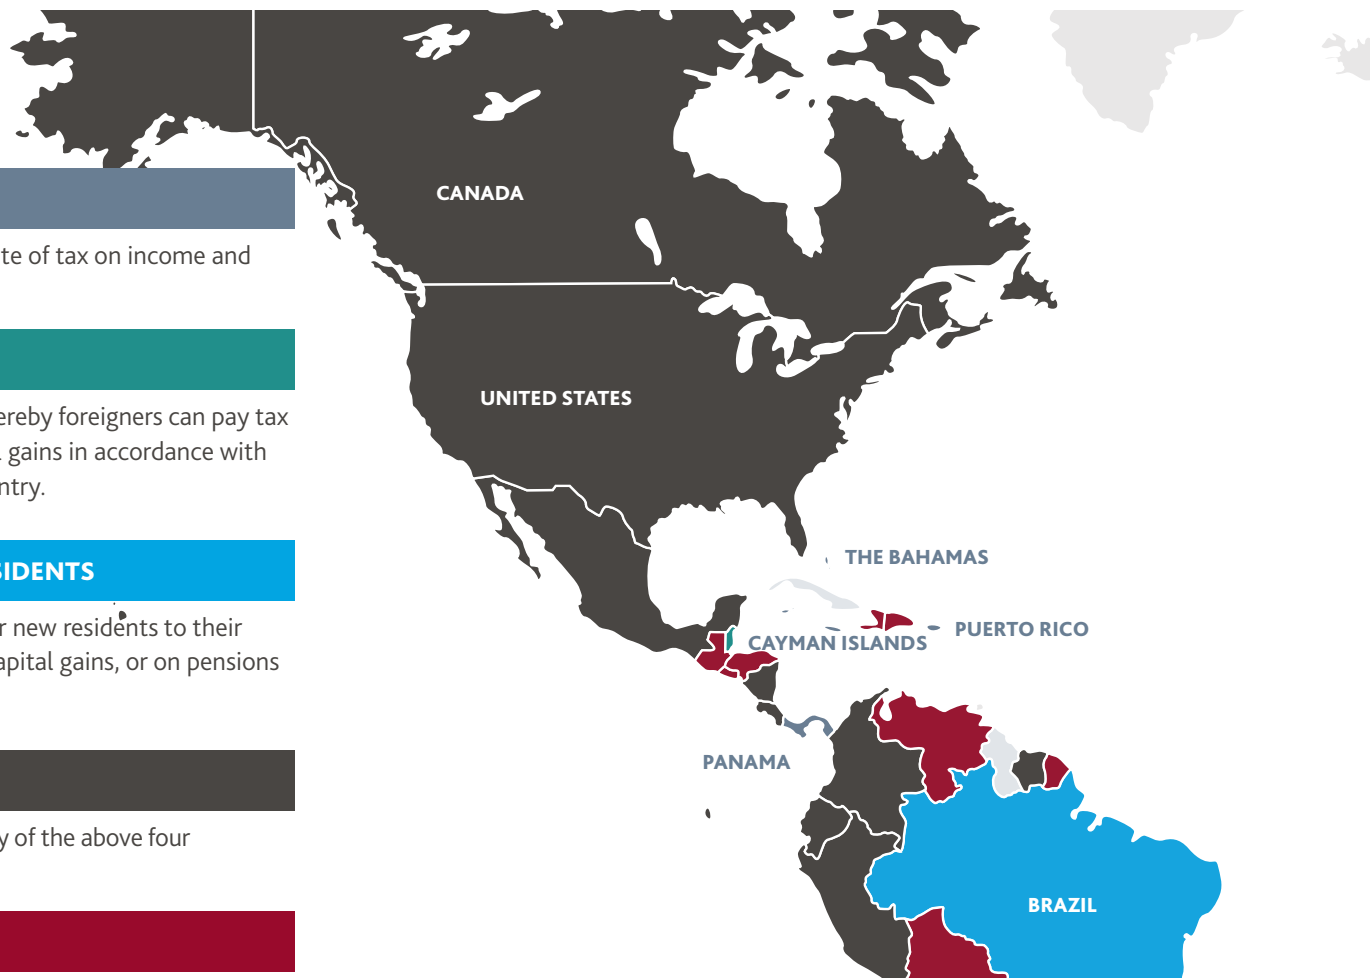 CANADA
te of tax on income and
UNITED STATES
ereby foreigners can pay tax
gains in accordance with
ntry.
THE BAHAMAS
SIDENTS
r new residents to their
PUERTO RICO
CAYMAN ISLANDS
apital gains, or on pensions
PANAMA
y of the above four
BRAZIL